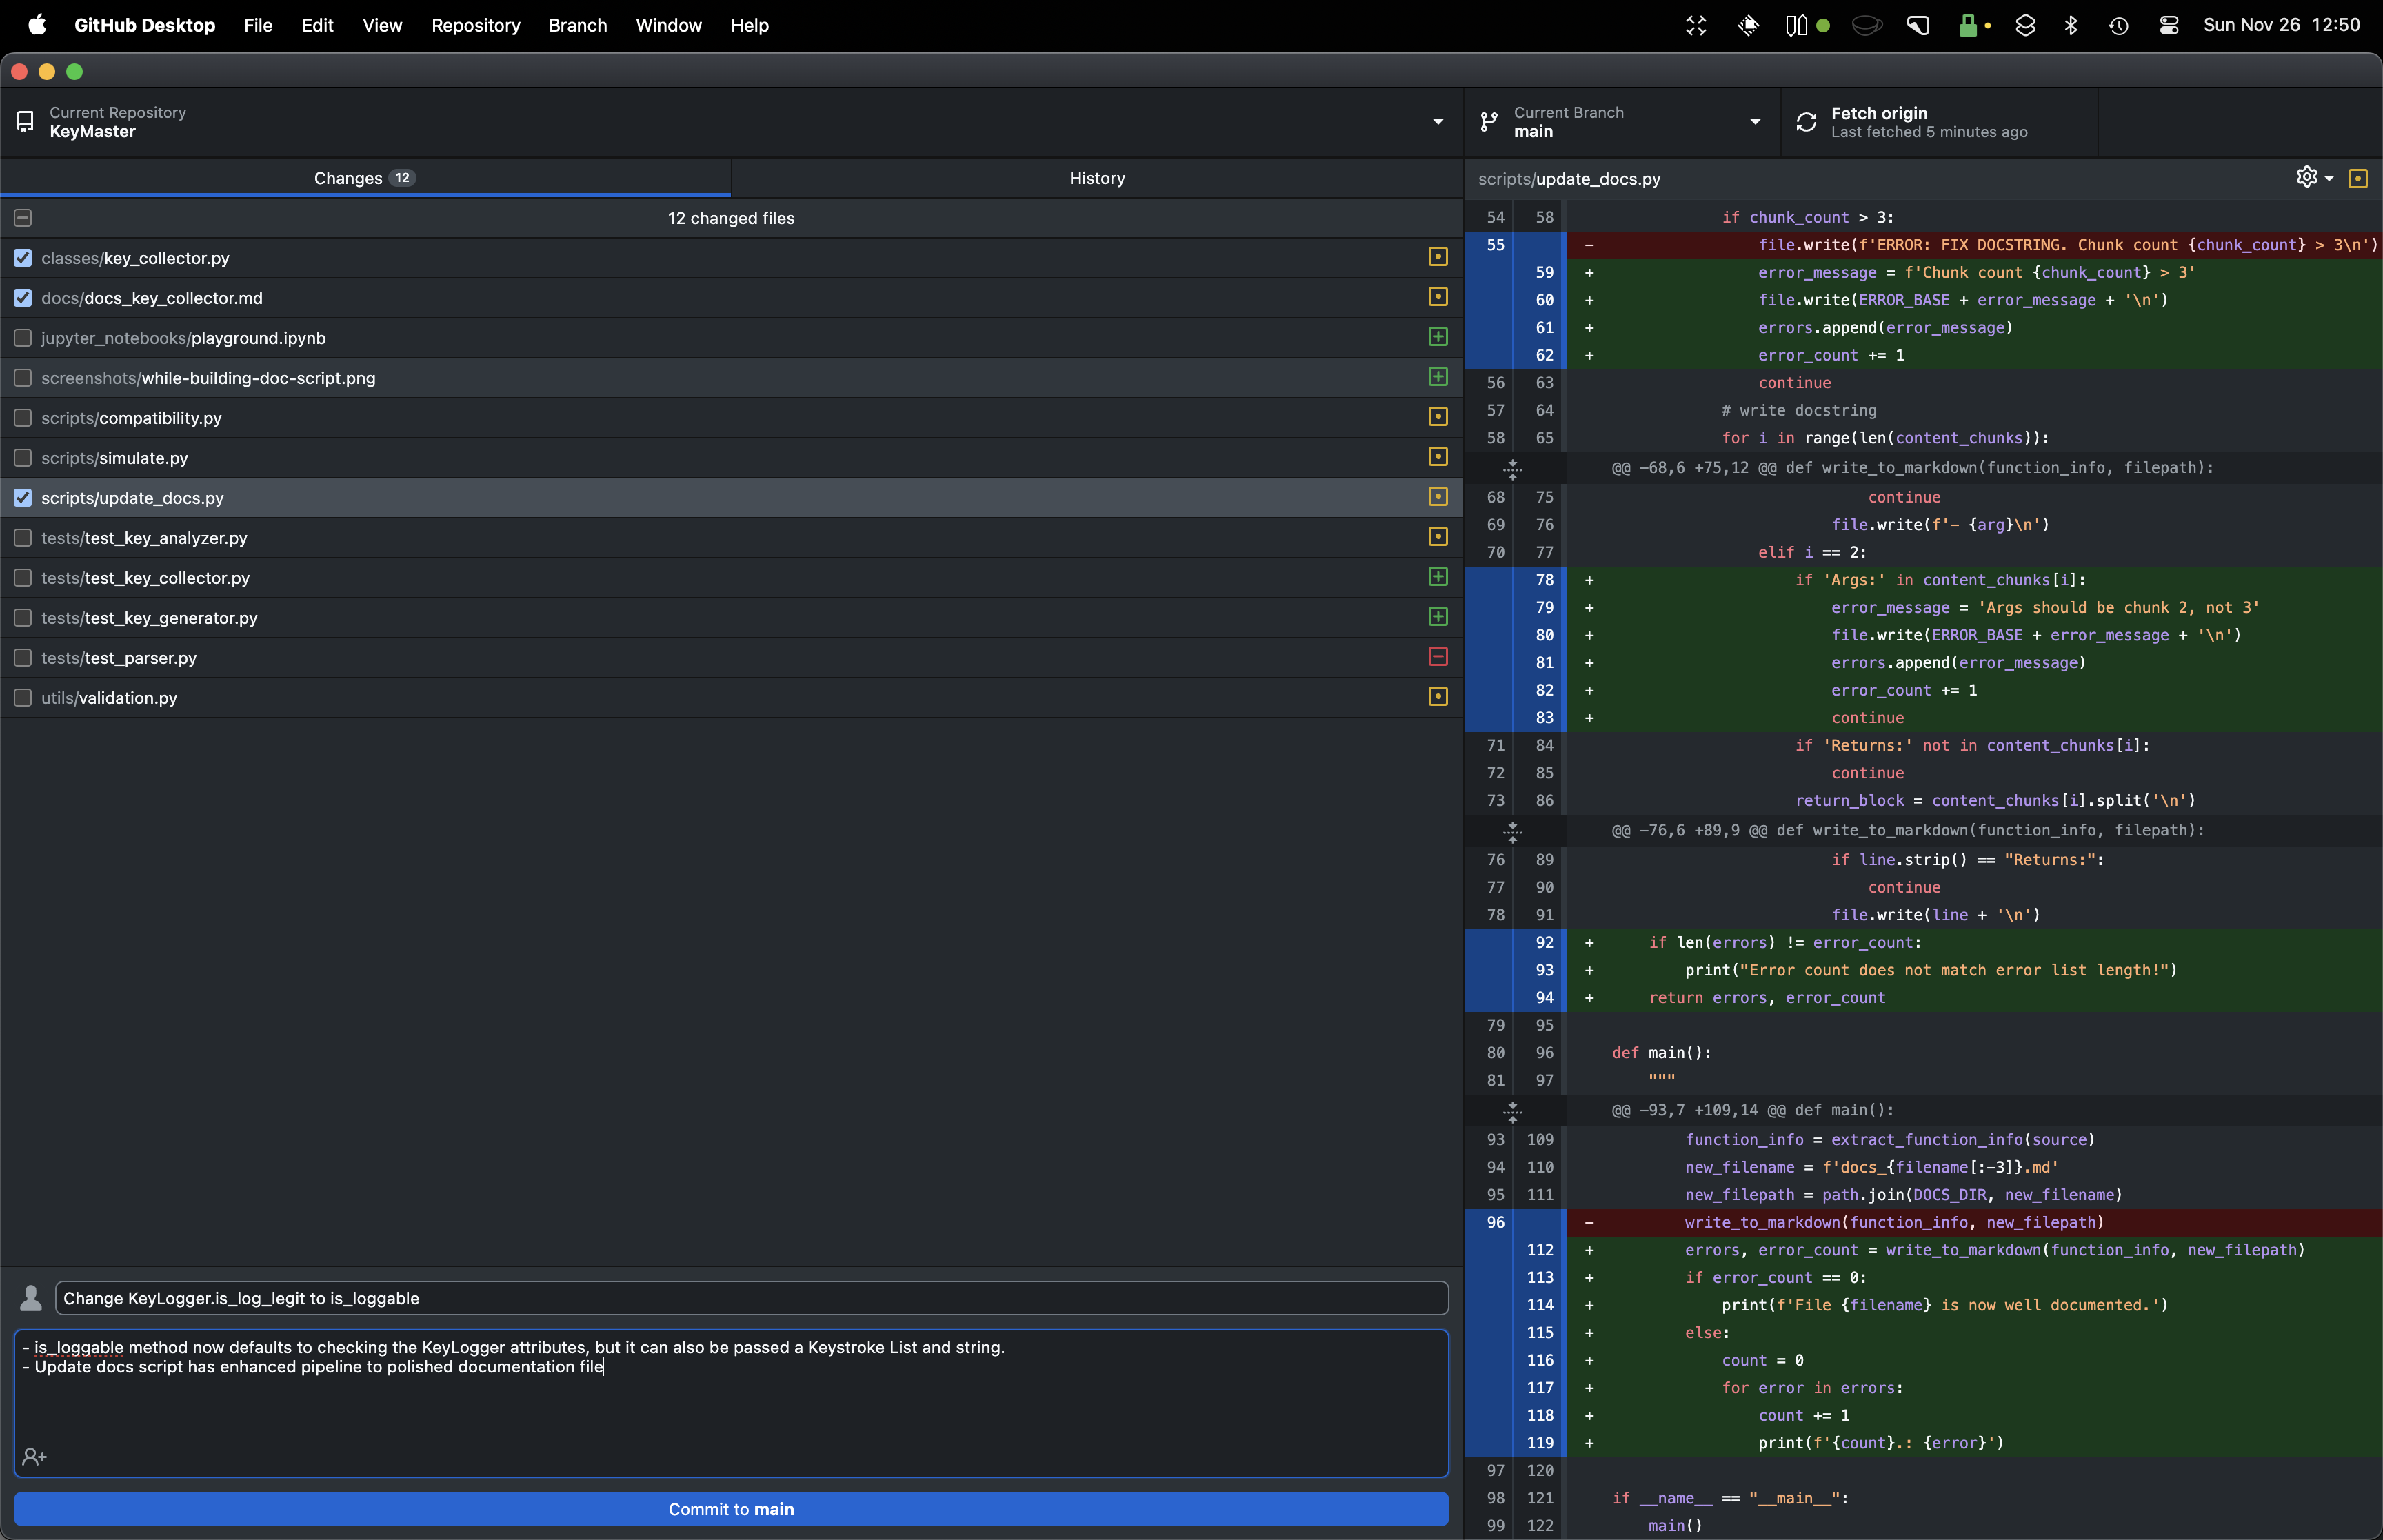 GitHub Desktop File Edit View Repository Branch Window Help Sun Nov 26 12:50
Current Repository
KeyMaster
Current Branch
main
Fetch origin
Last fetched 5 minutes ago
Changes 12
History
12 changed files
classes/key_collector.py
docs/docs_key_collector.md
jupyter_notebooks/playground.ipynb
screenshots/while-building-doc-script.png
scripts/compatibility.py
scripts/simulate.py
scripts/update_docs.py
tests/test_key_analyzer.py
tests/test_key_collector.py
tests/test_key_generator.py
tests/test_parser.py
utils/validation.py
Change KeyLogger.is_log_legit to is_loggable
- is_loggable method now defaults to checking the KeyLogger attributes, but it can also be passed a Keystroke List and string.
- Update docs script has enhanced pipeline to polished documentation file
Commit to main
scripts/update_docs.py
54 58 if chunk_count > 3:
55 - file.write(f'ERROR: FIX DOCSTRING. Chunk count {chunk_count} > 3\n')
59 + error_message = f'Chunk count {chunk_count} > 3'
60 + file.write(ERROR_BASE + error_message + '\n')
61 + errors.append(error_message)
62 + error_count += 1
56 63 continue
57 64 # write docstring
58 65 for i in range(len(content_chunks)):
@@ -68,6 +75,12 @@ def write_to_markdown(function_info, filepath):
68 75 continue
69 76 file.write(f'- {arg}\n')
70 77 elif i == 2:
78 + if 'Args:' in content_chunks[i]:
79 + error_message = 'Args should be chunk 2, not 3'
80 + file.write(ERROR_BASE + error_message + '\n')
81 + errors.append(error_message)
82 + error_count += 1
83 + continue
71 84 if 'Returns:' not in content_chunks[i]:
72 85 continue
73 86 return_block = content_chunks[i].split('\n')
@@ -76,6 +89,9 @@ def write_to_markdown(function_info, filepath):
76 89 if line.strip() == "Returns:":
77 90 continue
78 91 file.write(line + '\n')
92 + if len(errors) != error_count:
93 + print("Error count does not match error list length!")
94 + return errors, error_count
79 95
80 96 def main():
81 97 """
@@ -93,7 +109,14 @@ def main():
93 109 function_info = extract_function_info(source)
94 110 new_filename = f'docs_{filename[:-3]}.md'
95 111 new_filepath = path.join(DOCS_DIR, new_filename)
96 - write_to_markdown(function_info, new_filepath)
112 + errors, error_count = write_to_markdown(function_info, new_filepath)
113 + if error_count == 0:
114 + print(f'File {filename} is now well documented.')
115 + else:
116 + count = 0
117 + for error in errors:
118 + count += 1
119 + print(f'{count}.: {error}')
97 120
98 121 if __name__ == "__main__":
99 122 main()